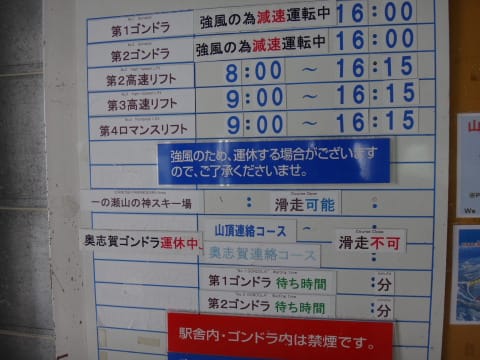 第1ゴンドラ 強風の為減速運転中 16:00
第2ゴンドラ 強風の為減速運転中 16:00
第2高速リフト 8:00 ～ 16:15
第3高速リフト 9:00 ～ 16:15
第4ロマンスリフト 9:00 ～ 16:15
強風のため、運休する場合がございます
ので、ご了承くださいませ。
一の瀬山の神スキー場 滑走可能
奥志賀ゴンドラ運休中、 山頂連絡コース 滑走不可
奥志賀連絡コース
第1ゴンドラ 待ち時間 : 分
第2ゴンドラ 待ち時間 : 分
駅舎内・ゴンドラ内は禁煙です。
山